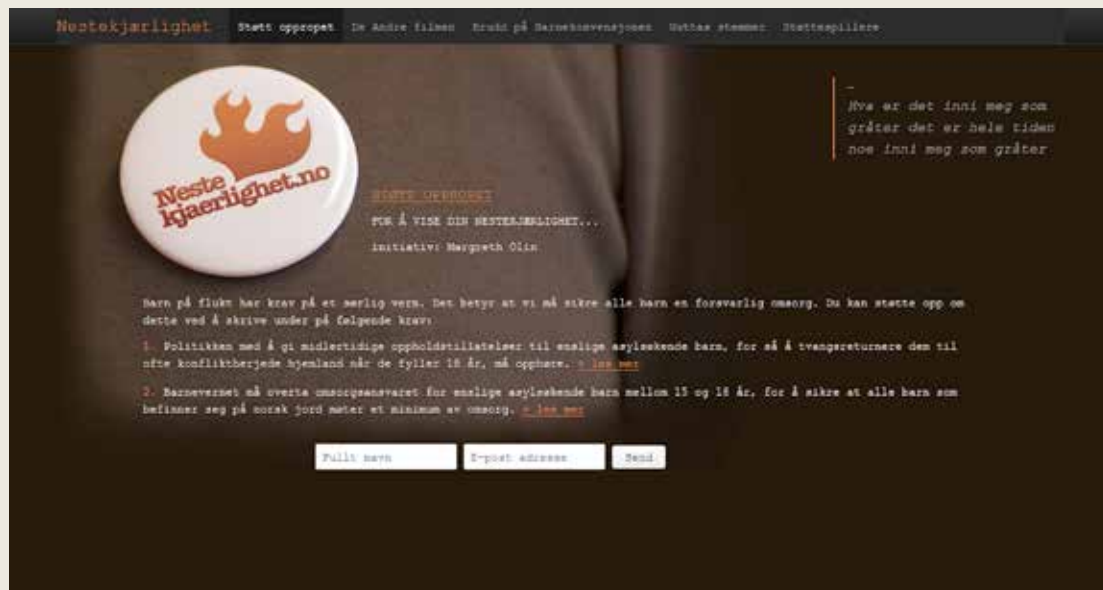 Nestekjærlighet Støtt oppropet De Andre filmen Brudd på Barnekonvensjonen Guttas stemmer Støttespillere
Neste
kjaerlighet.no
–
Hva er det inni meg som
gråter det er hele tiden
noe inni meg som gråter
STØTT OPPROPET
FOR Å VISE DIN NESTEKJÆRLIGHET...
initiativ: Margreth Olin
Barn på flukt har krav på et særlig vern. Det betyr at vi må sikre alle barn en forsvarlig omsorg. Du kan støtte opp om
dette ved å skrive under på følgende krav:
1. Politikken med å gi midlertidige oppholdstillatelser til enslige asylsøkende barn, for så å tvangsreturnere dem til
ofte konfliktherjede hjemland når de fyller 18 år, må opphøre. + les mer
2. Barnevernet må overta omsorgsansvaret for enslige asylsøkende barn mellom 15 og 18 år, for å sikre at alle barn som
befinner seg på norsk jord møter et minimum av omsorg. + les mer
Fullt navn E-post adresse Send